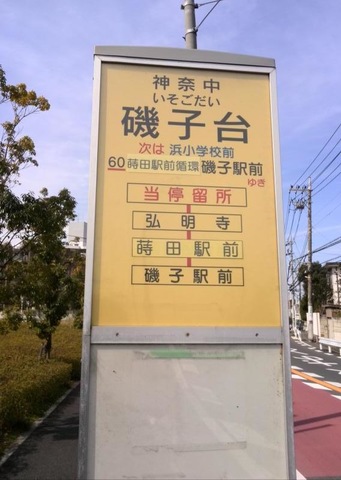 神奈中
いそごだい
磯子台
次は 浜小学校前
60 蒔田駅前循環 磯子駅前
ゆき
当停留所
弘明寺
蒔田駅前
磯子駅前